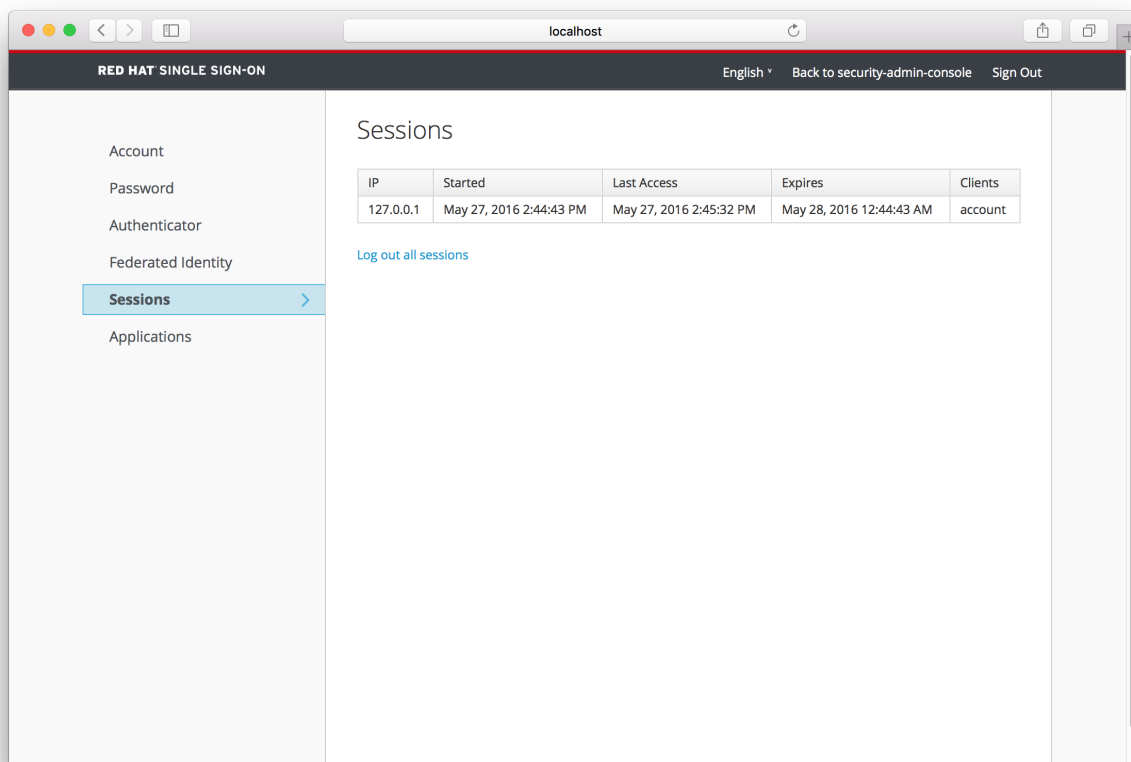 localhost
RED HAT SINGLE SIGN-ON
English Back to security-admin-console Sign Out
Account
Password
Authenticator
Federated Identity
Sessions
Applications
Sessions
IP Started Last Access Expires Clients
127.0.0.1 May 27, 2016 2:44:43 PM May 27, 2016 2:45:32 PM May 28, 2016 12:44:43 AM account
Log out all sessions